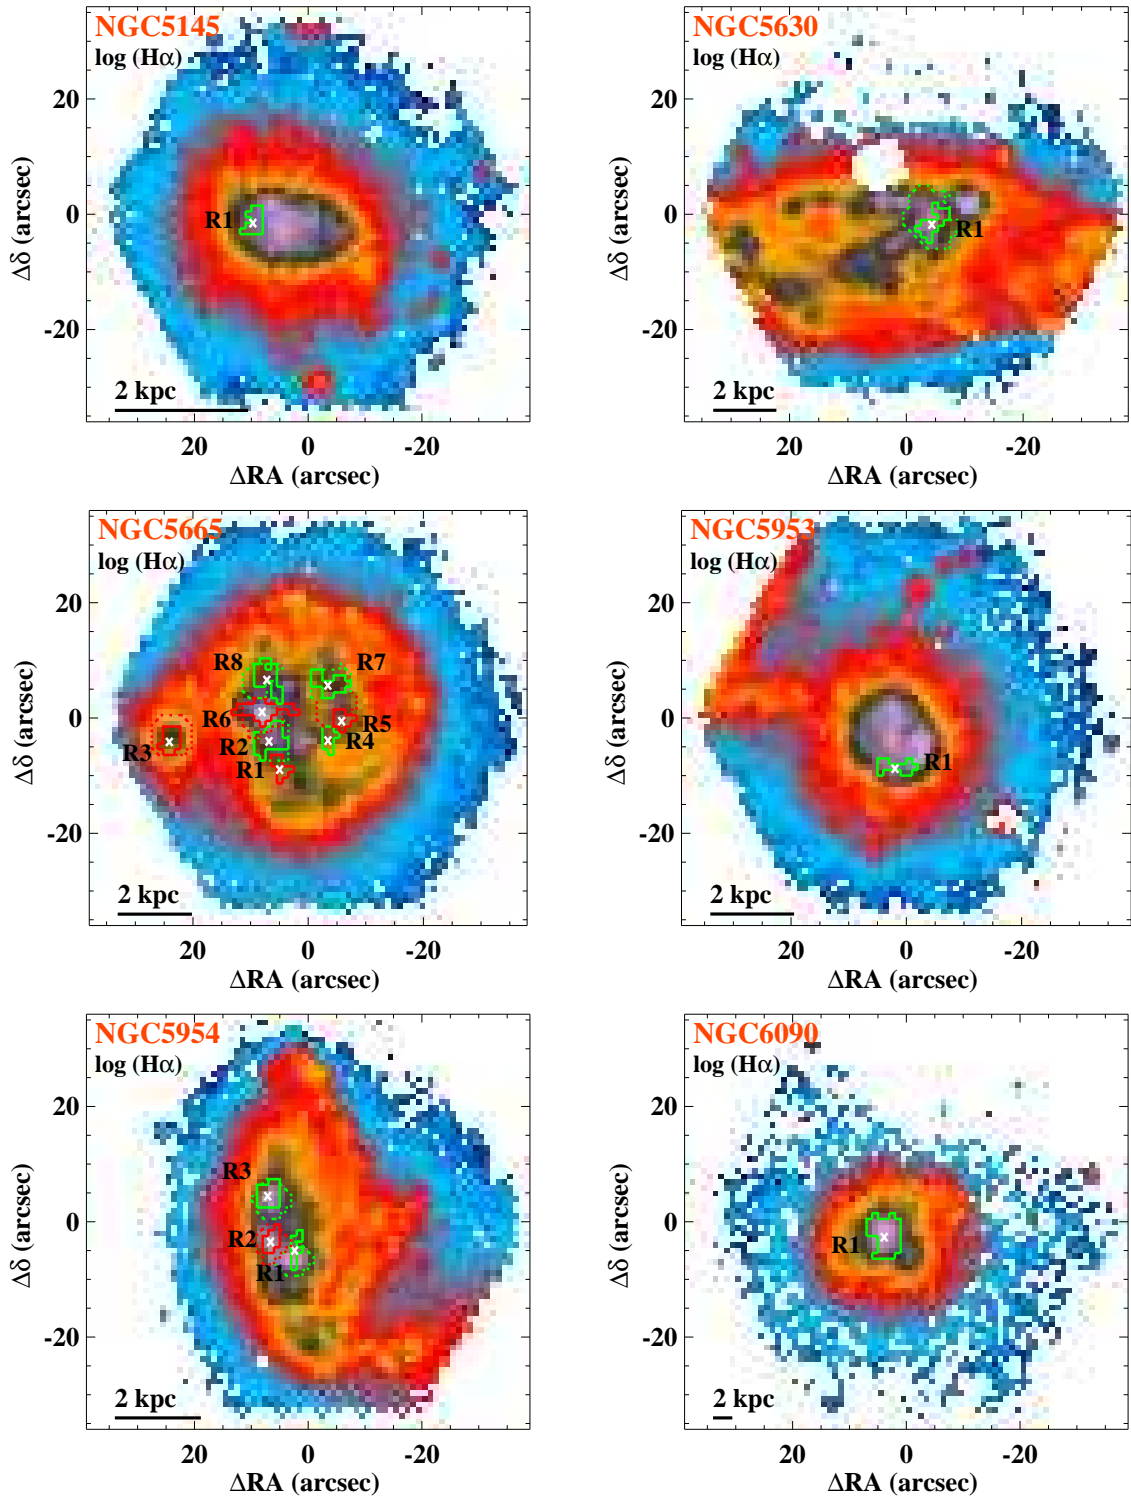 NGC5145
log (Hα)
R1
2 kpc
20
0
-20
Δδ (arcsec)
20
0
-20
ΔRA (arcsec)
NGC5630
log (Hα)
R1
2 kpc
20
0
-20
Δδ (arcsec)
20
0
-20
ΔRA (arcsec)
NGC5665
log (Hα)
R8
R7
R6
R5
R2
R4
R3
R1
2 kpc
20
0
-20
Δδ (arcsec)
20
0
-20
ΔRA (arcsec)
NGC5953
log (Hα)
R1
2 kpc
20
0
-20
Δδ (arcsec)
20
0
-20
ΔRA (arcsec)
NGC5954
log (Hα)
R3
R2
R1
2 kpc
20
0
-20
Δδ (arcsec)
20
0
-20
ΔRA (arcsec)
NGC6090
log (Hα)
R1
2 kpc
20
0
-20
Δδ (arcsec)
20
0
-20
ΔRA (arcsec)